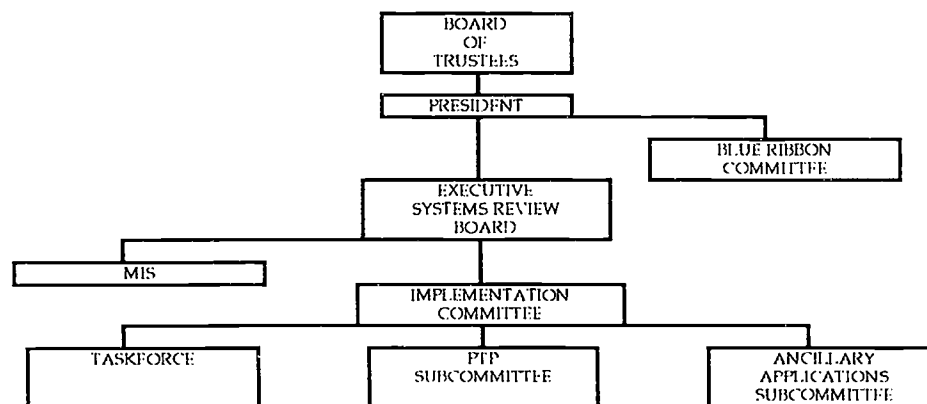 BOARD
OF
TRUSTEES
PRESIDENT
BLUE RIBBON
COMMITTEE
EXECUTIVE
SYSTEMS REVIEW
BOARD
MIS
IMPLEMENTATION
COMMITTEE
TASKFORCE
PTP
SUBCOMMITTEE
ANCILLARY
APPLICATIONS
SUBCOMMITTEE